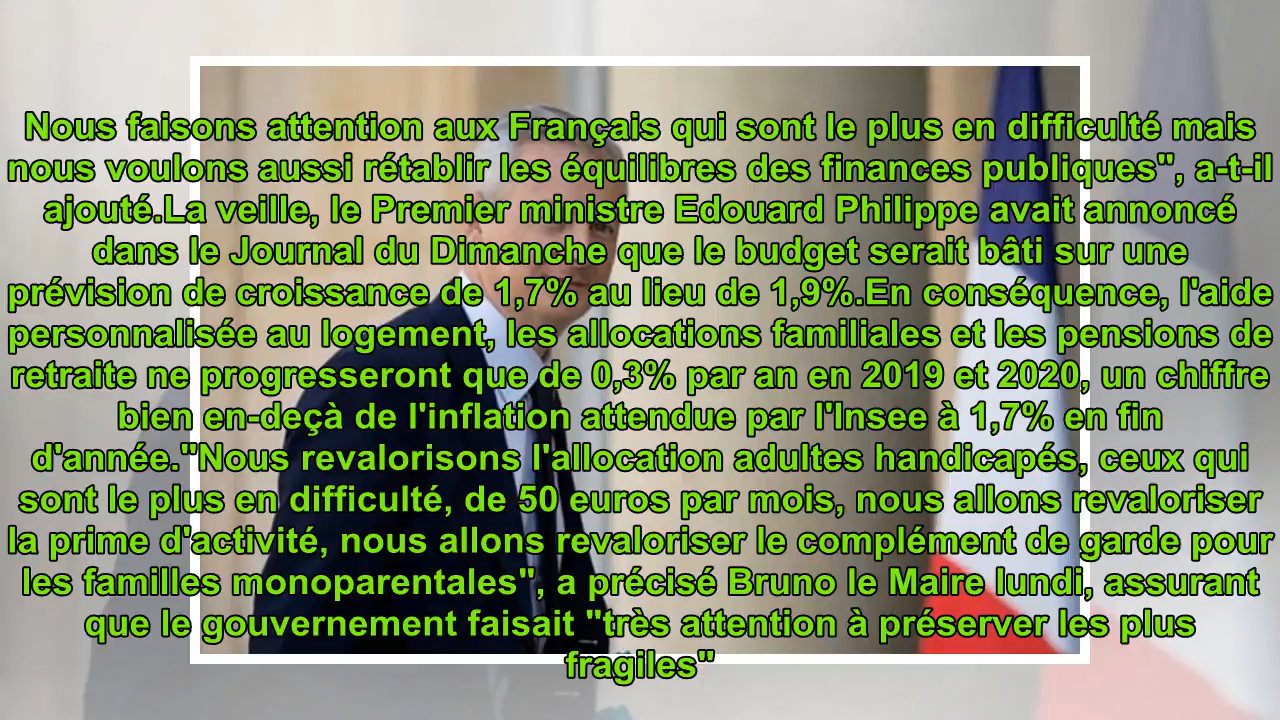 Nous faisons attention aux Français qui sont le plus en difficulté mais
nous voulons aussi rétablir les équilibres des finances publiques", a-t-il
ajouté.La veille, le Premier ministre Edouard Philippe avait annoncé
dans le Journal du Dimanche que le budget serait bâti sur une
prévision de croissance de 1,7% au lieu de 1,9%.En conséquence, l'aide
personnalisée au logement, les allocations familiales et les pensions de
retraite ne progresseront que de 0,3% par an en 2019 et 2020, un chiffre
bien en-deçà de l'inflation attendue par l'Insee à 1,7% en fin
d'année."Nous revalorisons l'allocation adultes handicapés, ceux qui
sont le plus en difficulté, de 50 euros par mois, nous allons revaloriser
la prime d'activité, nous allons revaloriser le complément de garde pour
les familles monoparentales", a précisé Bruno le Maire lundi, assurant
que le gouvernement faisait "très attention à préserver les plus
fragiles"